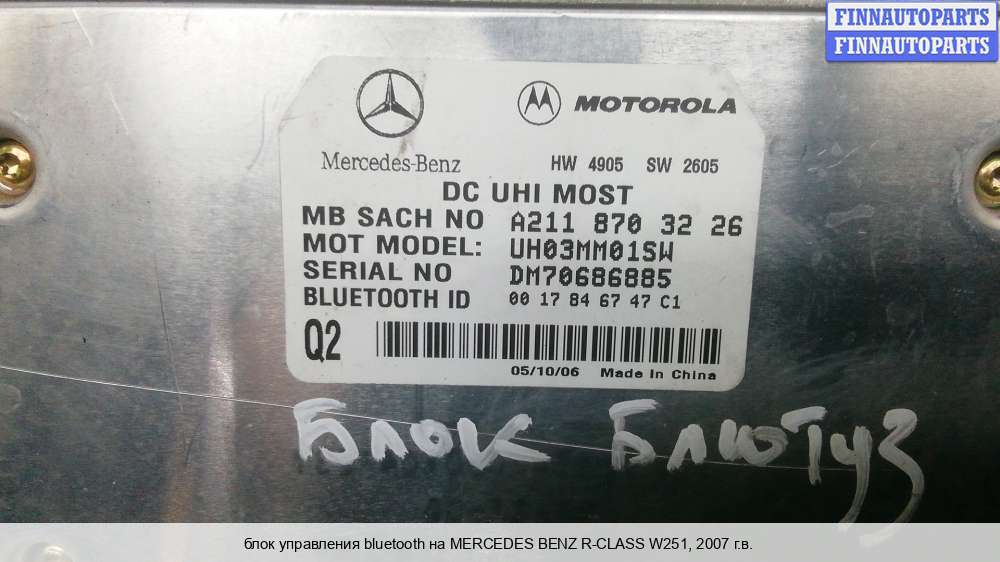 FINNAUTOPARTS
FINNAUTOPARTS
MOTOROLA
Mercedes-Benz
HW 4905 SW 2605
DC UHI MOST
MB SACH NO A211 870 32 26
MOT MODEL: UH03MM01SW
SERIAL NO DM70686885
BLUETOOTH ID 00 17 84 67 47 C1
Q2
05/10/06 Made In China
Блок Блютуз
блок управления bluetooth на MERCEDES BENZ R-CLASS W251, 2007 г.в.